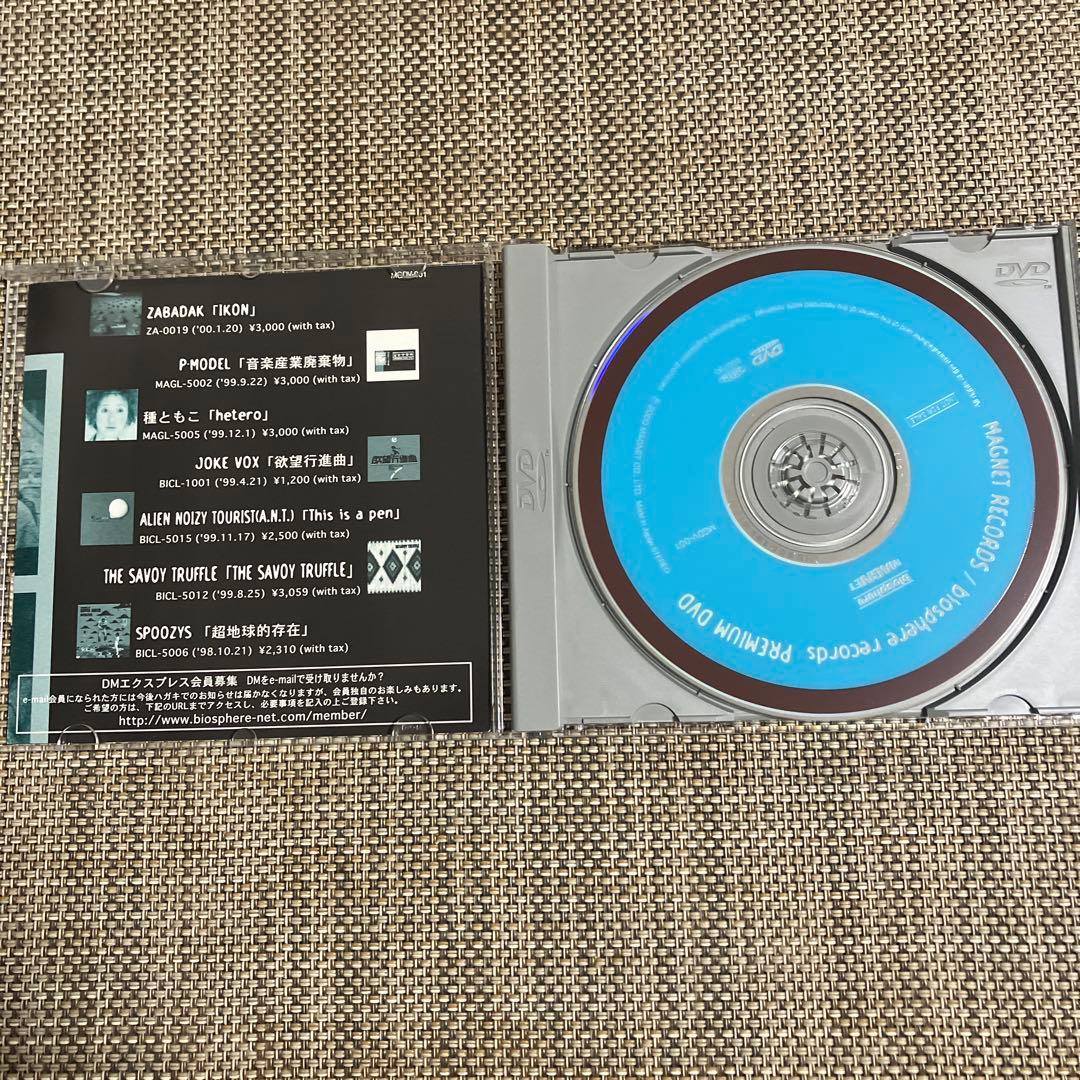 ZABADAK「IKON」
ZA-0019 ('00.1.20) ¥3,000 (with tax)
P-MODEL「音楽産業廃棄物」
MAGL-5002 ('99.9.22) ¥3,000 (with tax)
種ともこ「hetero」
MAGL-5005 ('99.12.1) ¥3,000 (with tax)
JOKE VOX「欲望行進曲」
BICL-1001 ('99.4.21) ¥1,200 (with tax)
ALIEN NOIZY TOURIST(A.N.T.)「This is a pen」
BICL-5015 ('99.11.17) ¥2,500 (with tax)
THE SAVOY TRUFFLE「THE SAVOY TRUFFLE」
BICL-5012 ('99.8.25) ¥3,059 (with tax)
SPOOZYS「超地球的存在」
BICL-5006 ('98.10.21) ¥2,310 (with tax)
DMエクスプレス会員募集 DMをe-mailで受け取りませんか?
e-mail会員になられた方には今後ハガキでのお知らせは届かなくなりますが、会員独自のお楽しみもあります。
ご希望の方は、下記のURLまでアクセスし、必要事項を記入の上ご登録下さい。
http://www.biosphere-net.com/member/
DVD
DVD
MAGNET RECORDS / biosphere records PREMIUM DVD
NOT FOR SALE
DVD
MGDV-001
biosphere
MAGNET